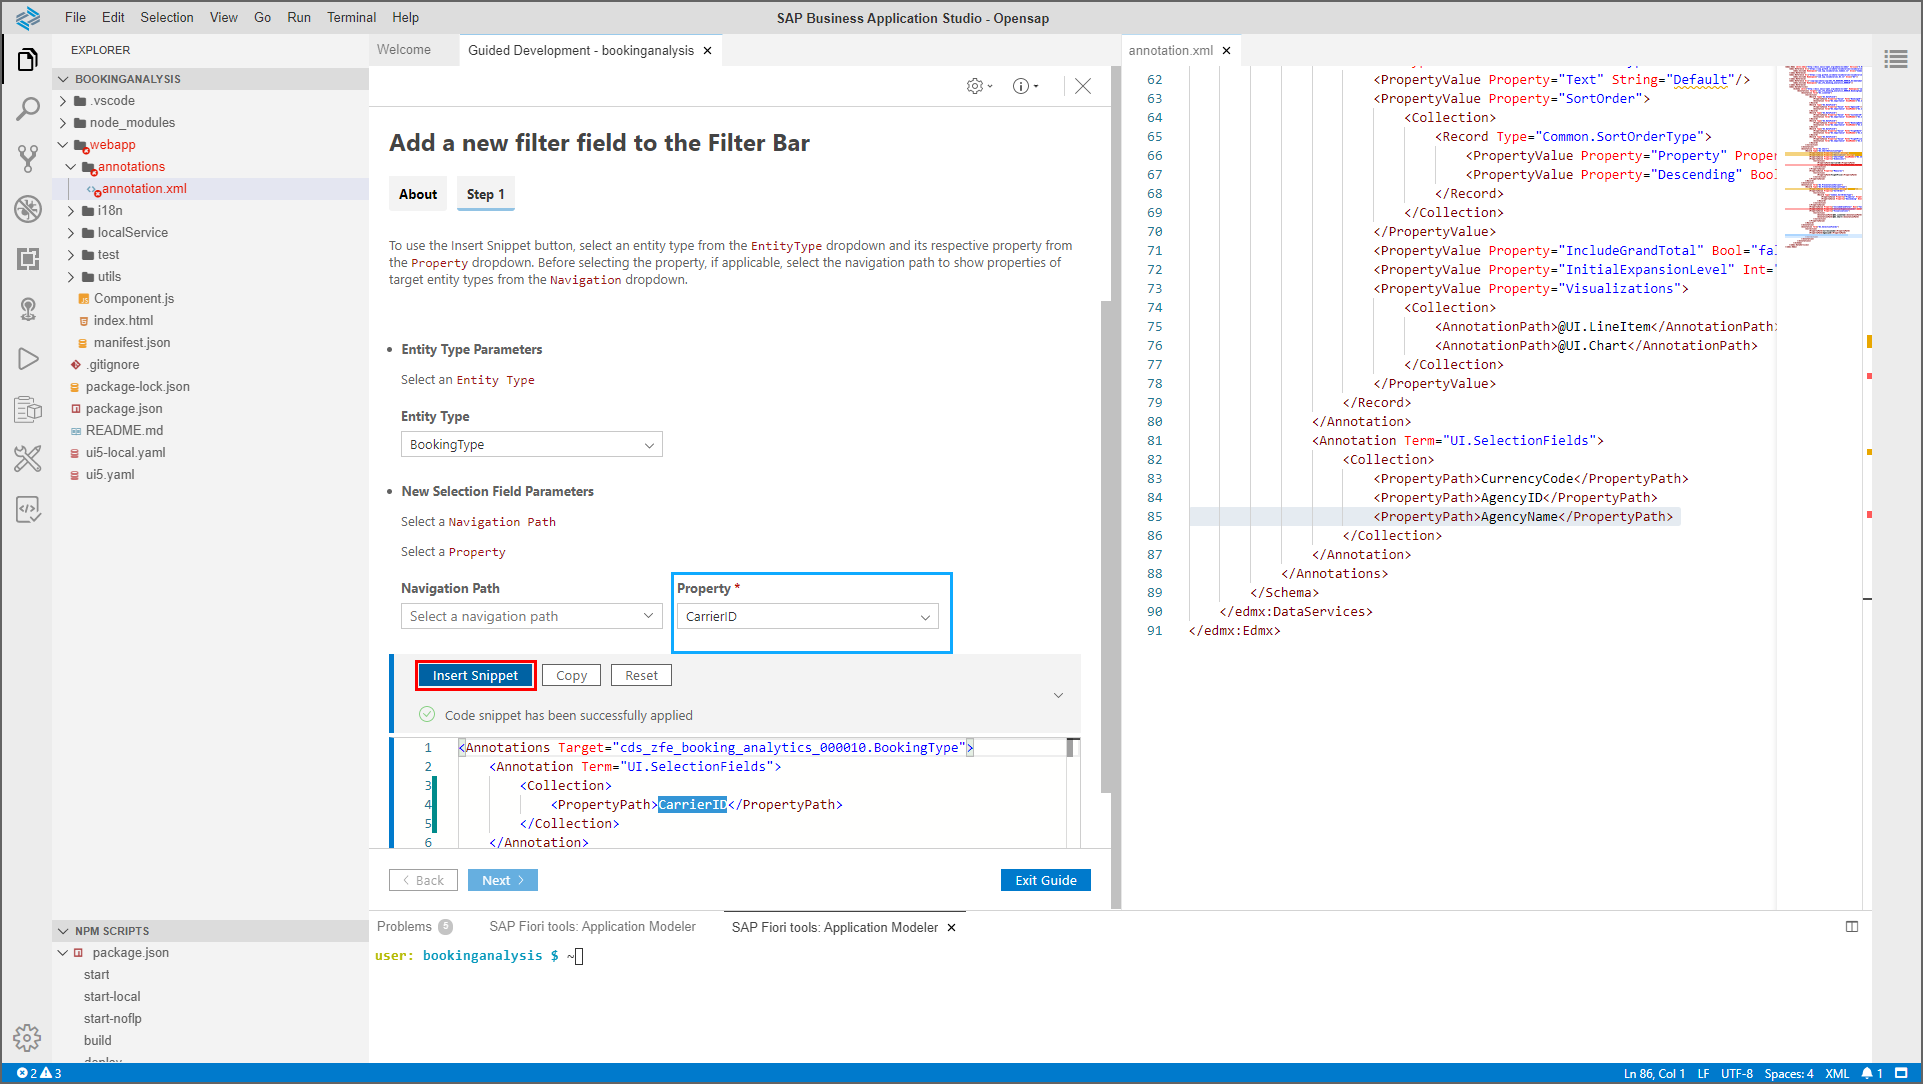 File Edit Selection View Go Run Terminal Help
SAP Business Application Studio - Opensap
EXPLORER
BOOKINGANALYSIS
.vscode
node_modules
webapp
annotations
annotation.xml
i18n
localService
test
utils
Component.js
index.html
manifest.json
.gitignore
package-lock.json
package.json
README.md
ui5-local.yaml
ui5.yaml
NPM SCRIPTS
package.json
start
start-local
start-noflp
build
deploy
Welcome
Guided Development - bookinganalysis
Add a new filter field to the Filter Bar
About
Step 1
To use the Insert Snippet button, select an entity type from the EntityType dropdown and its respective property from
the Property dropdown. Before selecting the property, if applicable, select the navigation path to show properties of
target entity types from the Navigation dropdown.
Entity Type Parameters
Select an Entity Type
Entity Type
BookingType
New Selection Field Parameters
Select a Navigation Path
Select a Property
Navigation Path
Property *
Select a navigation path
CarrierID
Insert Snippet
Copy
Reset
Code snippet has been successfully applied
1 <Annotations Target="cds_zfe_booking_analytics_000010.BookingType">
2 <Annotation Term="UI.SelectionFields">
3 <Collection>
4 <PropertyPath>CarrierID</PropertyPath>
5 </Collection>
6 </Annotation>
Back
Next
Exit Guide
annotation.xml
62 <PropertyValue Property="Text" String="Default"/>
63 <PropertyValue Property="SortOrder">
64 <Collection>
65 <Record Type="Common.SortOrderType">
66 <PropertyValue Property="Property" Proper
67 <PropertyValue Property="Descending" Bool
68 </Record>
69 </Collection>
70 </PropertyValue>
71 <PropertyValue Property="IncludeGrandTotal" Bool="fal
72 <PropertyValue Property="InitialExpansionLevel" Int="
73 <PropertyValue Property="Visualizations">
74 <Collection>
75 <AnnotationPath>@UI.LineItem</AnnotationPath>
76 <AnnotationPath>@UI.Chart</AnnotationPath>
77 </Collection>
78 </PropertyValue>
79 </Record>
80 </Annotation>
81 <Annotation Term="UI.SelectionFields">
82 <Collection>
83 <PropertyPath>CurrencyCode</PropertyPath>
84 <PropertyPath>AgencyID</PropertyPath>
85 <PropertyPath>AgencyName</PropertyPath>
86 </Collection>
87 </Annotation>
88 </Annotations>
89 </Schema>
90 </edmx:DataServices>
91 </edmx:Edmx>
Problems 5
SAP Fiori tools: Application Modeler
SAP Fiori tools: Application Modeler
user: bookinganalysis $ ~
2 3
Ln 86, Col 1 LF UTF-8 Spaces: 4 XML 1